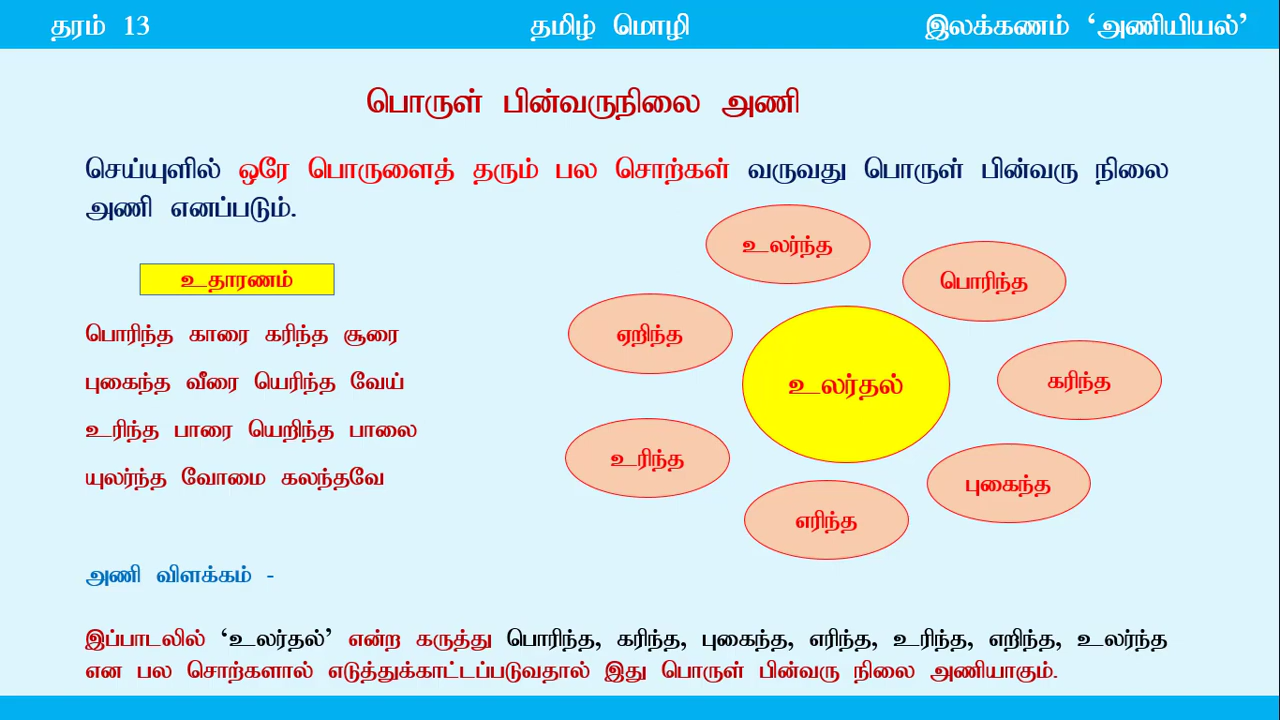 தரம் 13
தமிழ் மொழி
இலக்கணம் ‘அணியியல்’
பொருள் பின்வருநிலை அணி
செய்யுளில் ஒரே பொருளைத் தரும் பல சொற்கள் வருவது பொருள் பின்வரு நிலை
அணி எனப்படும்.
உதாரணம்
பொரிந்த காரை கரிந்த சூரை
புகைந்த வீரை யெரிந்த வேய்
உரிந்த பாரை யெறிந்த பாலை
யுலர்ந்த வோமை கலந்தவே
உலர்ந்த
பொரிந்த
ஏறிந்த
கரிந்த
உலர்தல்
உரிந்த
புகைந்த
எரிந்த
அணி விளக்கம் -
இப்பாடலில் ‘உலர்தல்’ என்ற கருத்து பொரிந்த, கரிந்த, புகைந்த, எரிந்த, உரிந்த, எறிந்த, உலர்ந்த
என பல சொற்களால் எடுத்துக்காட்டப்படுவதால் இது பொருள் பின்வரு நிலை அணியாகும்.